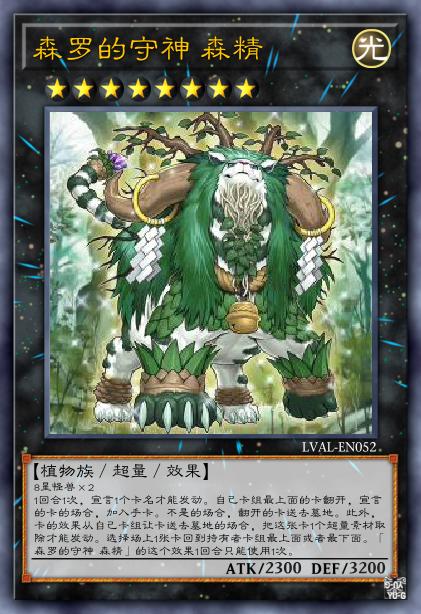 森罗的守神 森精
光
LVAL-EN052
【植物族／超量／效果】
8星怪兽×2
1回合1次，宣言1个卡名才能发动。自己卡组最上面的卡翻开，宣言
的卡的场合，加入手卡。不是的场合，翻开的卡送去墓地。此外，
卡的效果从自己卡组让卡送去墓地的场合，把这张卡1个超量素材取
除才能发动。选择场上1张卡回到持有者卡组最上面或者最下面。「
森罗的守神 森精」的这个效果1回合只能使用1次。
ATK/2300 DEF/3200